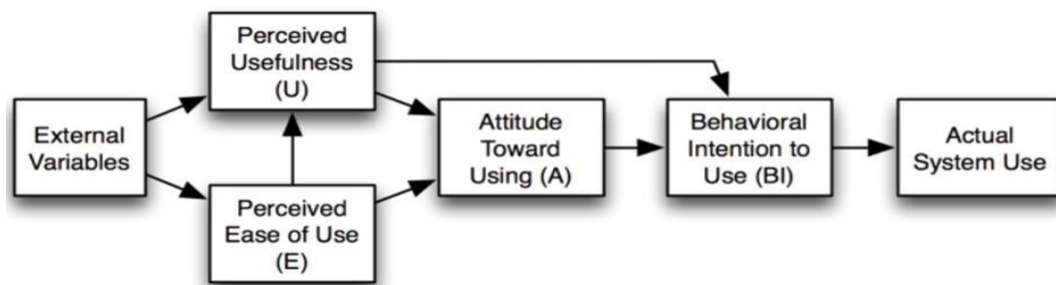 External
Variables
Perceived
Usefulness
(U)
Perceived
Ease of Use
(E)
Attitude
Toward
Using (A)
Behavioral
Intention to
Use (BI)
Actual
System Use